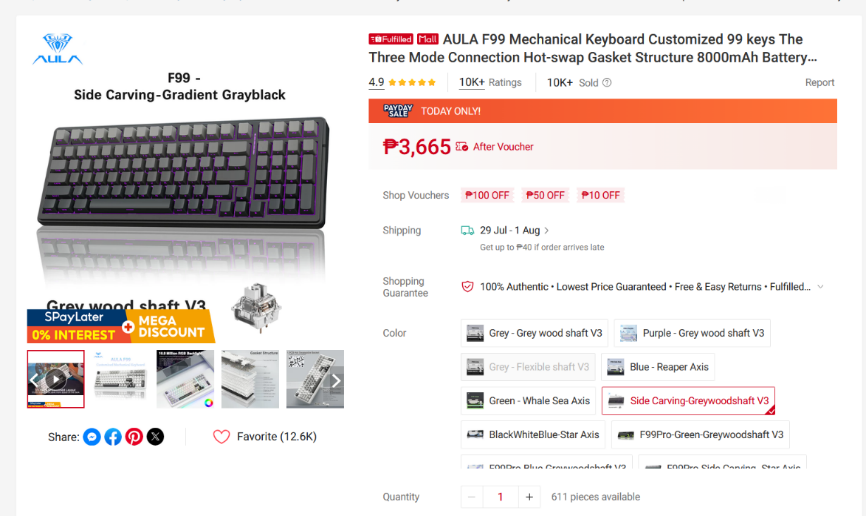 AULA
F99 -
Side Carving-Gradient Grayblack
Grey wood shaft V3
SPayLater
0% INTEREST
+
MEGA
DISCOUNT
AULA F99
Share:
Favorite (12.6K)
Fulfilled Mall AULA F99 Mechanical Keyboard Customized 99 keys The
Three Mode Connection Hot-swap Gasket Structure 8000mAh Battery...
4.9 10K+ Ratings 10K+ Sold Report
PAYDAY
SALE
TODAY ONLY!
₱3,665 After Voucher
Shop Vouchers ₱100 OFF ₱50 OFF ₱10 OFF
Shipping 29 Jul - 1 Aug
Get up to ₱40 if order arrives late
Shopping
Guarantee
100% Authentic • Lowest Price Guaranteed • Free & Easy Returns • Fulfilled...
Color
Grey - Grey wood shaft V3 Purple - Grey wood shaft V3
Grey - Flexible shaft V3 Blue - Reaper Axis
Green - Whale Sea Axis Side Carving-Greywoodshaft V3
BlackWhiteBlue-Star Axis F99Pro-Green-Greywoodshaft V3
F99Pro Blue Greywoodshaft V3 F99Pro Side Carving Star Axis
Quantity - 1 + 611 pieces available